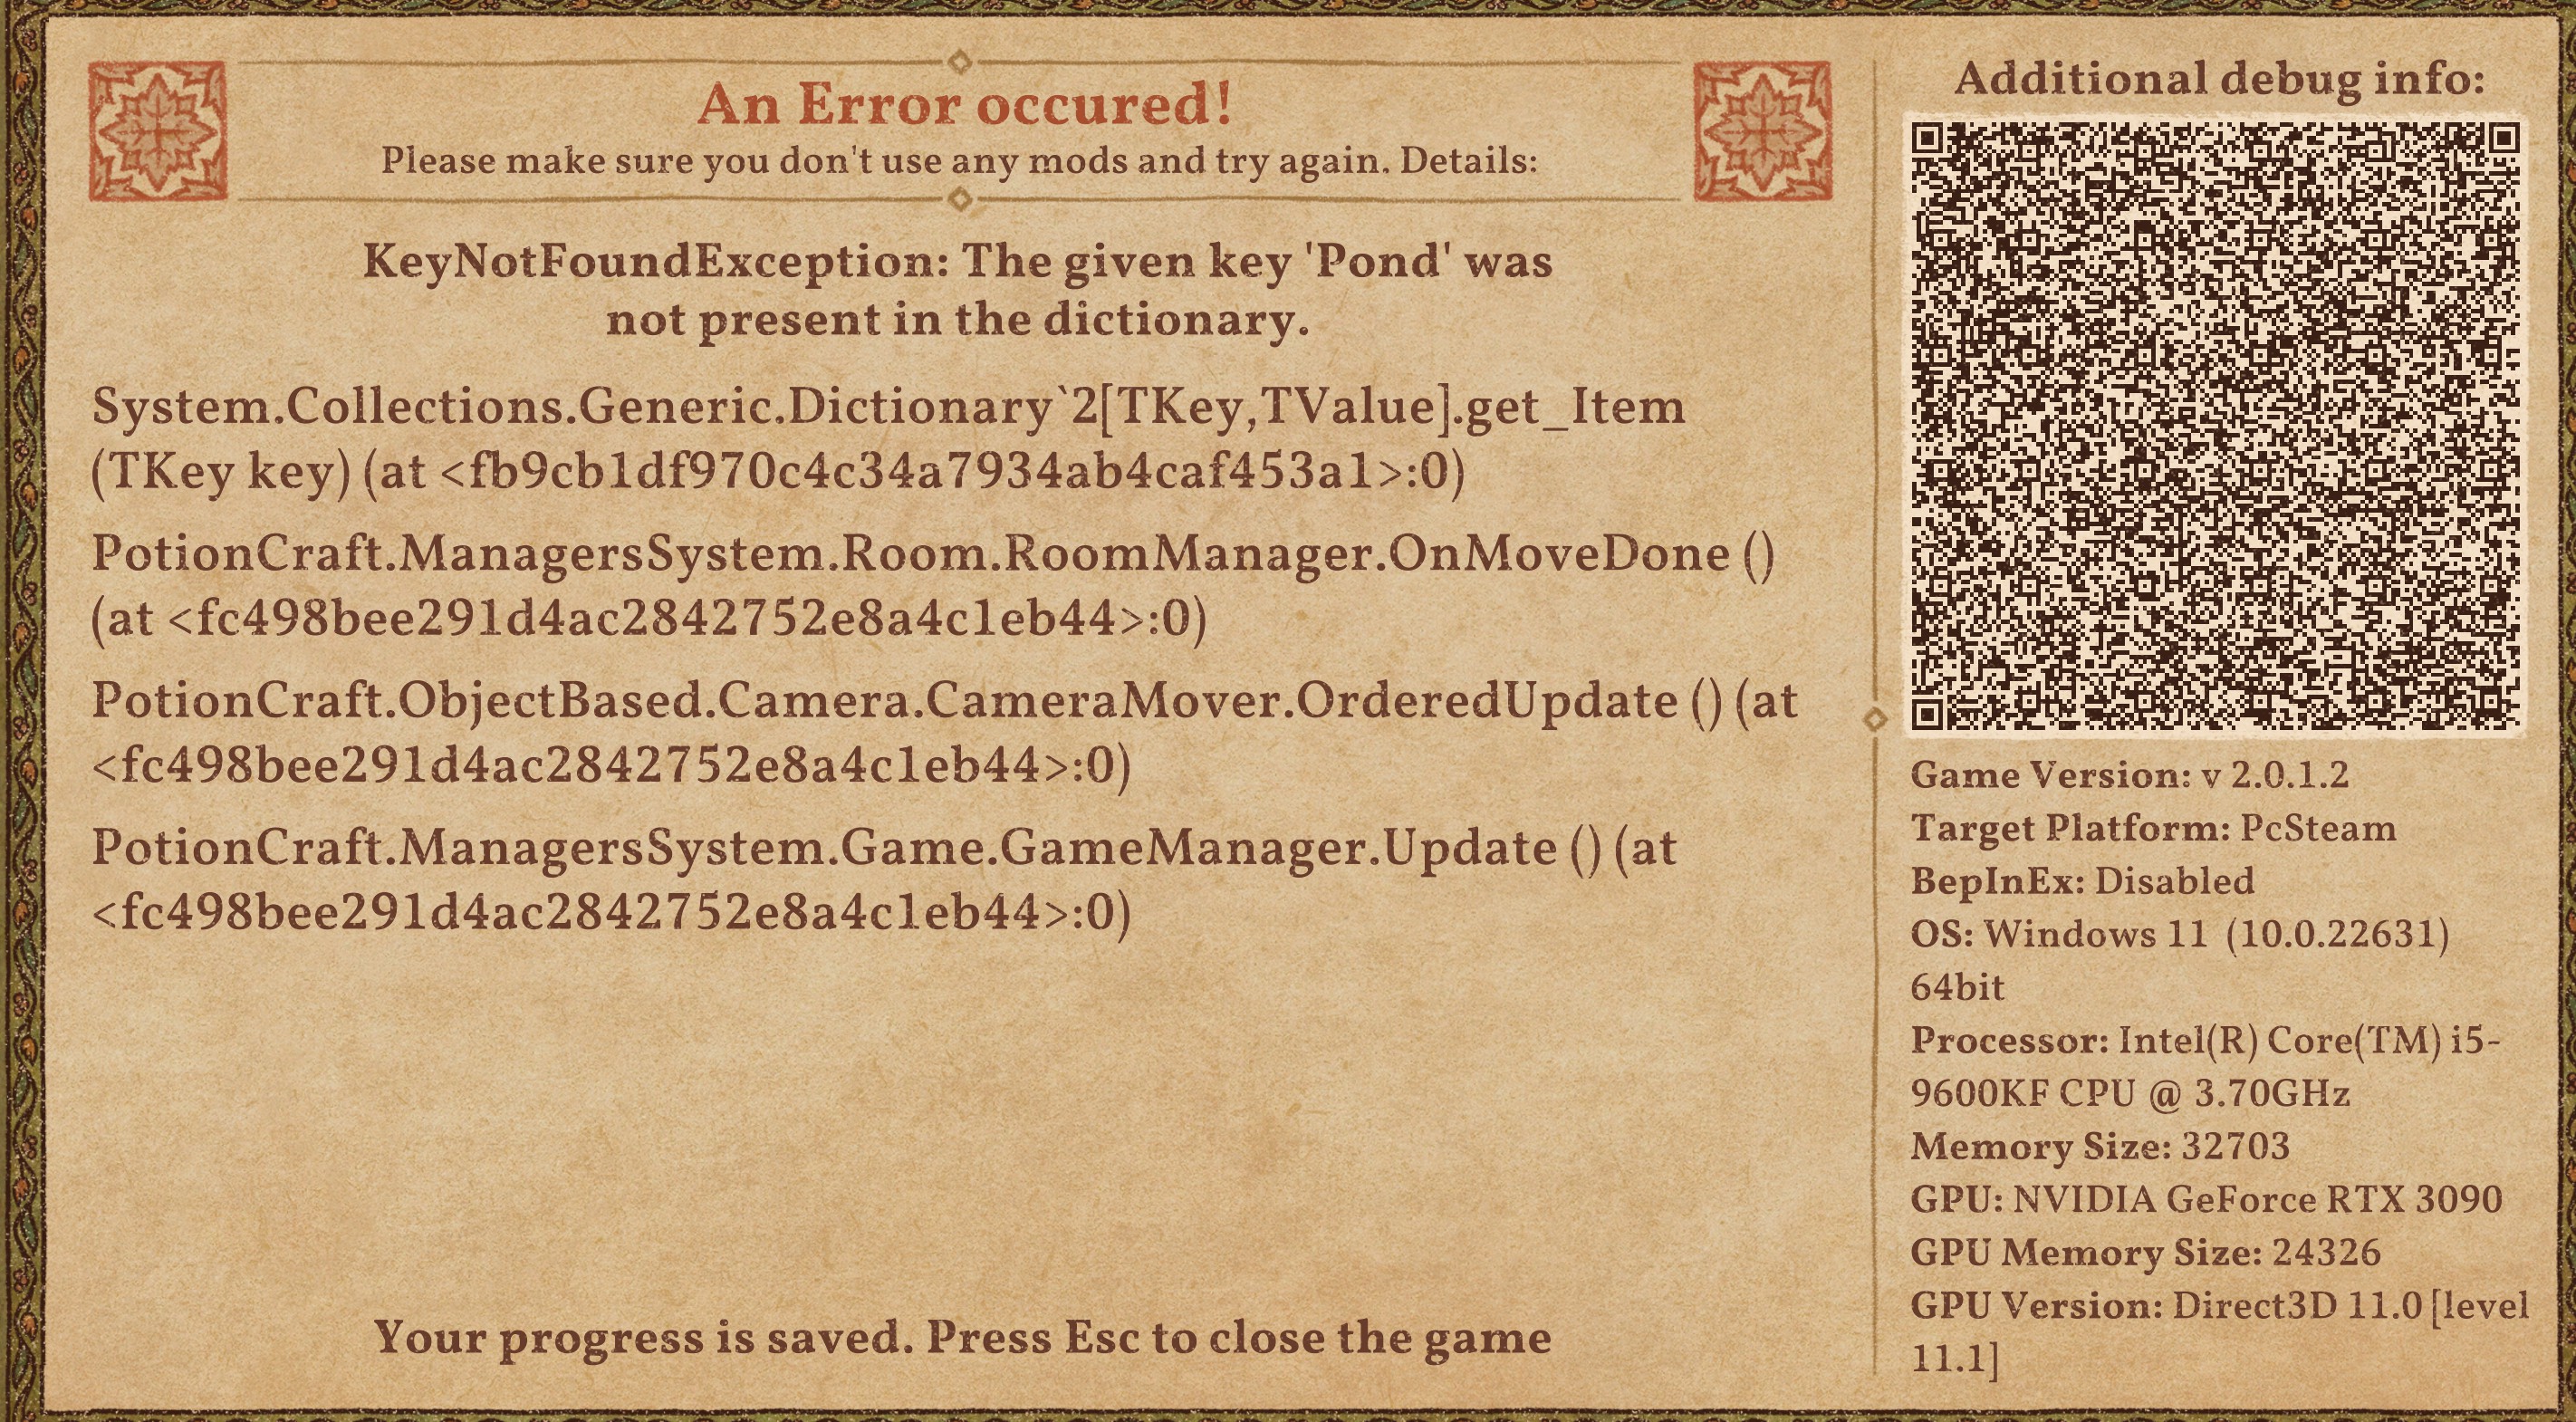 An Error occured!
Please make sure you don't use any mods and try again. Details:
KeyNotFoundException: The given key 'Pond' was
not present in the dictionary.
System.Collections.Generic.Dictionary`2[TKey,TValue].get_Item
(TKey key) (at <fb9cb1df970c4c34a7934ab4caf453a1>:0)
PotionCraft.ManagersSystem.Room.RoomManager.OnMoveDone ()
(at <fc498bee291d4ac2842752e8a4c1eb44>:0)
PotionCraft.ObjectBased.Camera.CameraMover.OrderedUpdate () (at
<fc498bee291d4ac2842752e8a4c1eb44>:0)
PotionCraft.ManagersSystem.Game.GameManager.Update () (at
<fc498bee291d4ac2842752e8a4c1eb44>:0)
Your progress is saved. Press Esc to close the game
Additional debug info:
Game Version: v 2.0.1.2
Target Platform: PcSteam
BepInEx: Disabled
OS: Windows 11 (10.0.22631)
64bit
Processor: Intel(R) Core(TM) i5-
9600KF CPU @ 3.70GHz
Memory Size: 32703
GPU: NVIDIA GeForce RTX 3090
GPU Memory Size: 24326
GPU Version: Direct3D 11.0 [level
11.1]